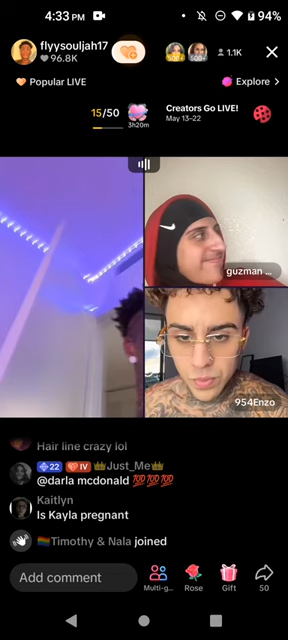 4:33 PM
94%
flyysouljah17
96.8K
500+
500+
1.1K
Popular LIVE
Explore
15/50
3h20m
Creators Go LIVE!
May 13–22
guzman ...
954Enzo
Hair line crazy lol
22 IV 👑Just_Me👑
@darla mcdonald 💯💯💯
Kaitlyn
Is Kayla pregnant
🏳️‍🌈Timothy & Nala joined
Add comment
Multi-g...
Rose
Gift
50